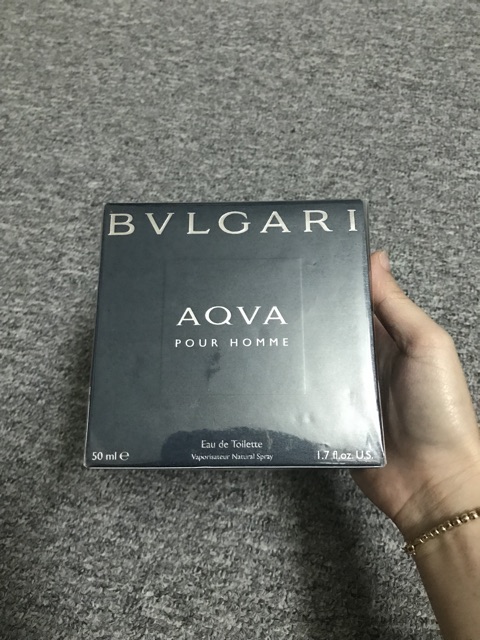 BVLGARI
AQVA
POUR HOMME
Eau de Toilette
50 ml ℮ Vaporisateur Natural Spray 1.7 fl.oz. U.S.